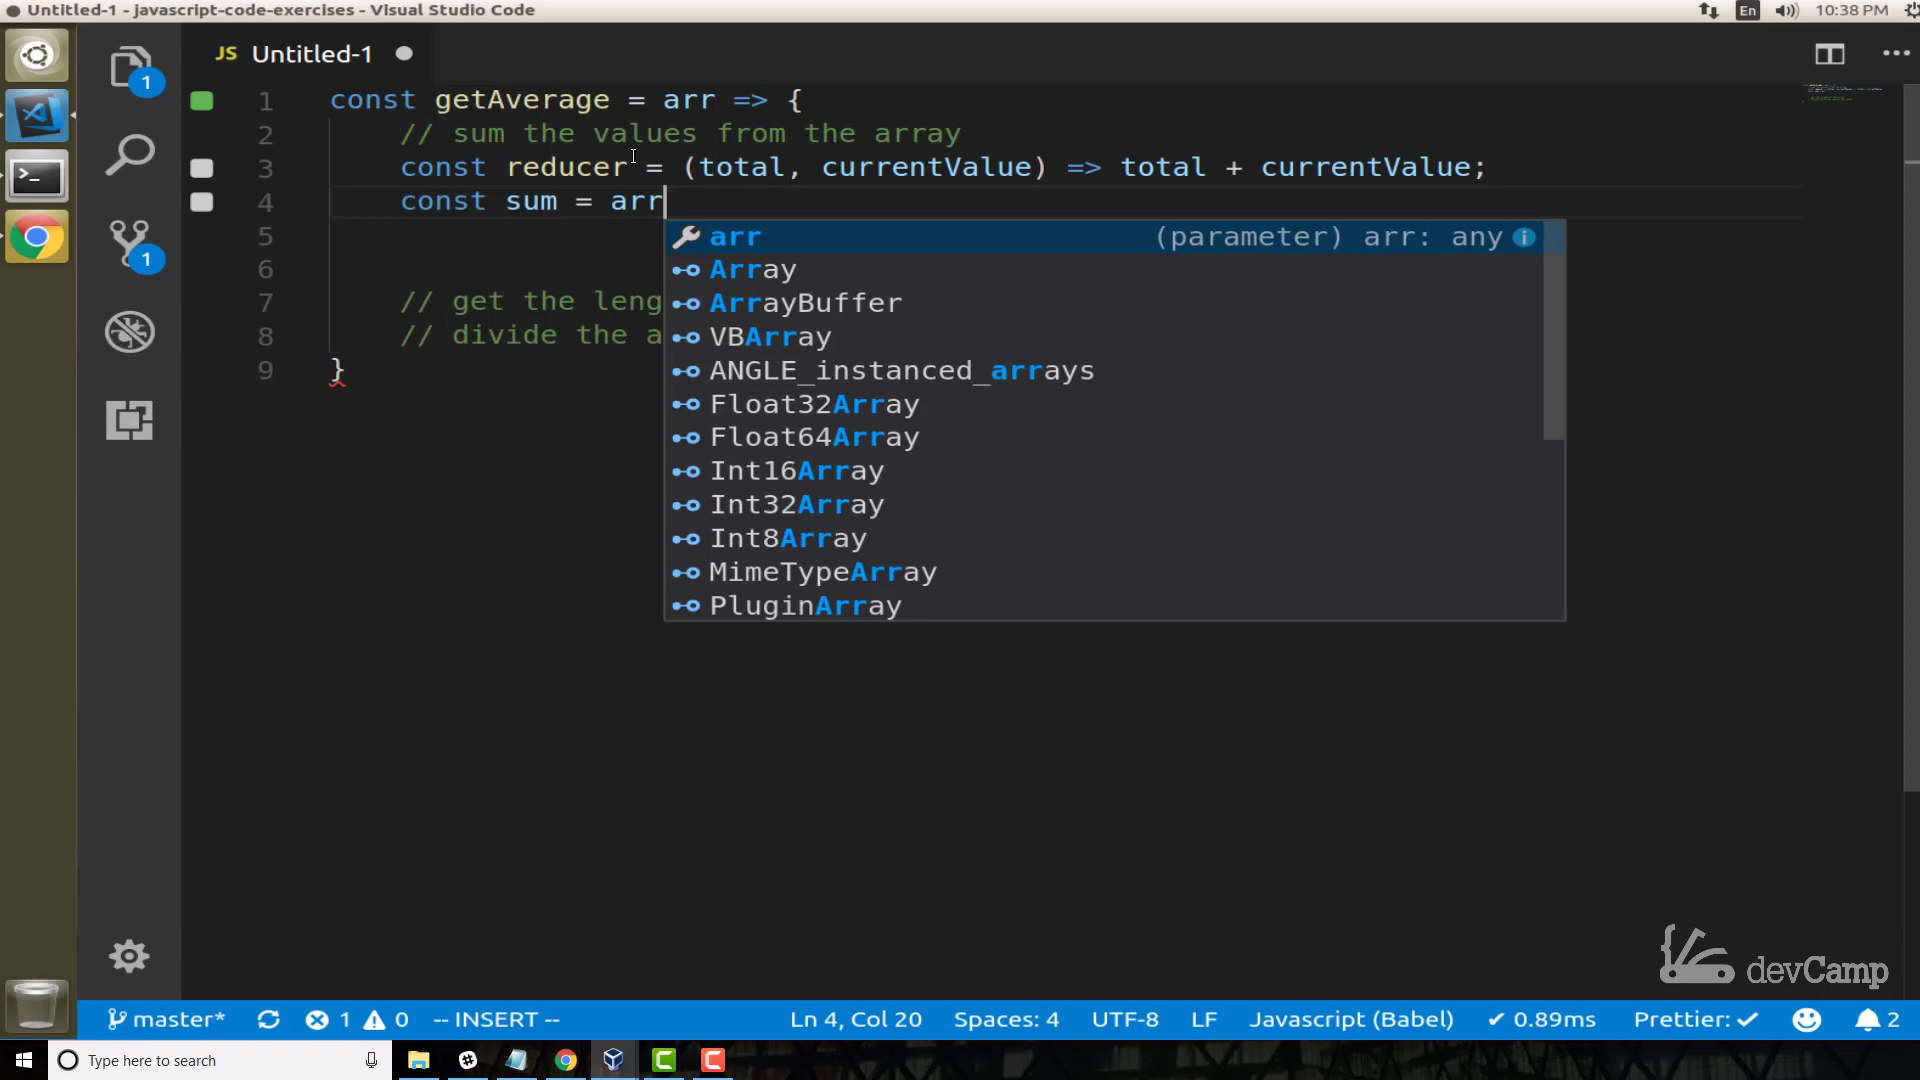 Untitled-1 - javascript-code-exercises - Visual Studio Code
En
10:38 PM
1
JS Untitled-1
1 const getAverage = arr => {
2 // sum the values from the array
3 const reducer = (total, currentValue) => total + currentValue;
4 const sum = arr
5
6
7 // get the leng
8 // divide the a
9 }
arr (parameter) arr: any
Array
ArrayBuffer
VBArray
ANGLE_instanced_arrays
Float32Array
Float64Array
Int16Array
Int32Array
Int8Array
MimeTypeArray
PluginArray
1
devCamp
master* 1 0 -- INSERT -- Ln 4, Col 20 Spaces: 4 UTF-8 LF Javascript (Babel) ✔ 0.89ms Prettier: ✔ 2
Type here to search